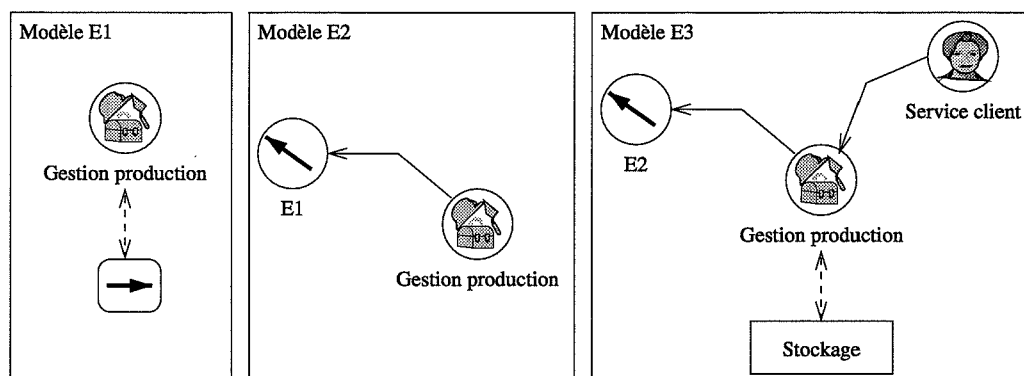 Modèle E1
Gestion production
Modèle E2
E1
Gestion production
Modèle E3
Service client
E2
Gestion production
Stockage